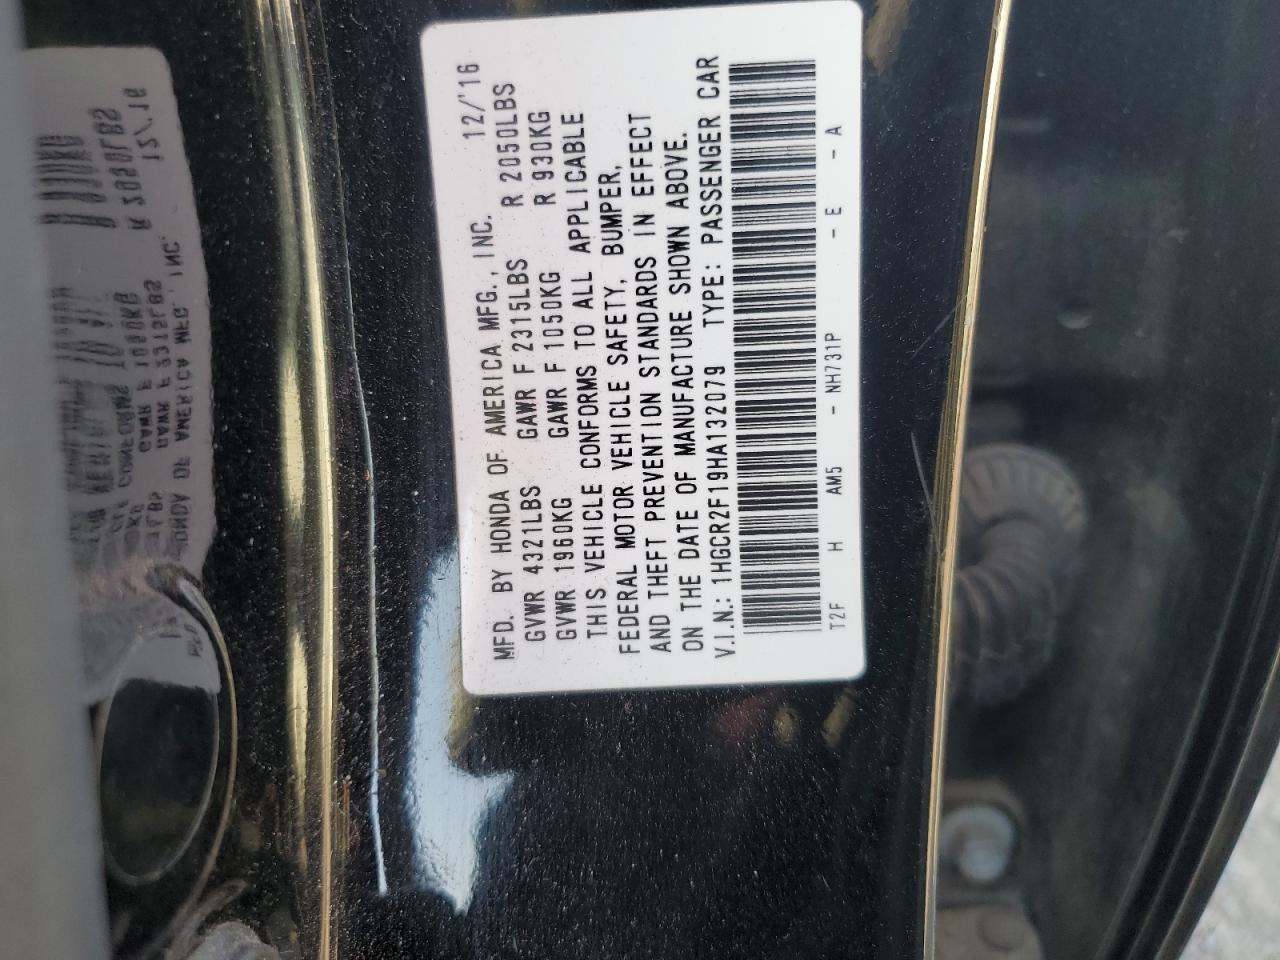 MFD. BY HONDA OF AMERICA MFG., INC. 12/'16
GVWR 4321LBS GAWR F 2315LBS R 2050LBS
GVWR 1960KG GAWR F 1050KG R 930KG
THIS VEHICLE CONFORMS TO ALL APPLICABLE
FEDERAL MOTOR VEHICLE SAFETY, BUMPER,
AND THEFT PREVENTION STANDARDS IN EFFECT
ON THE DATE OF MANUFACTURE SHOWN ABOVE.
V.I.N.: 1HGCR2F19HA132079 TYPE: PASSENGER CAR
T2F H AM5 - NH731P - E - A